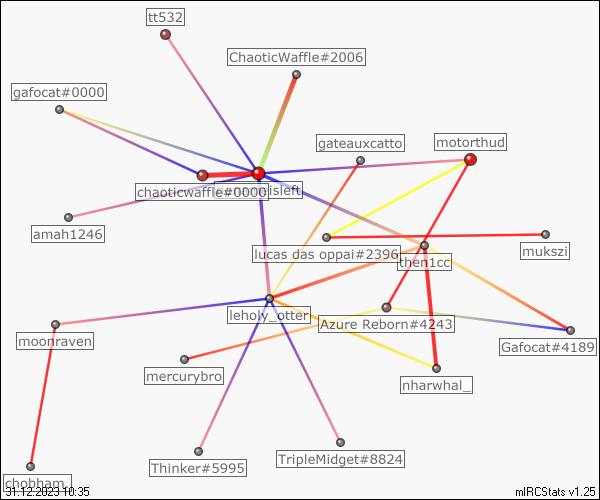 tt532
ChaoticWaffle#2006
gafocat#0000
gateauxcatto
motorthud
chaoticwaffle#0000
isleft
amah1246
lucas das oppai#2396
mukszi
then1cc
leholy_otter
Azure Reborn#4243
moonraven
Gafocat#4189
mercurybro
nharwhal_
Thinker#5995
TripleMidget#8824
chobham_
31.12.2023 10:35
mIRCStats v1.25